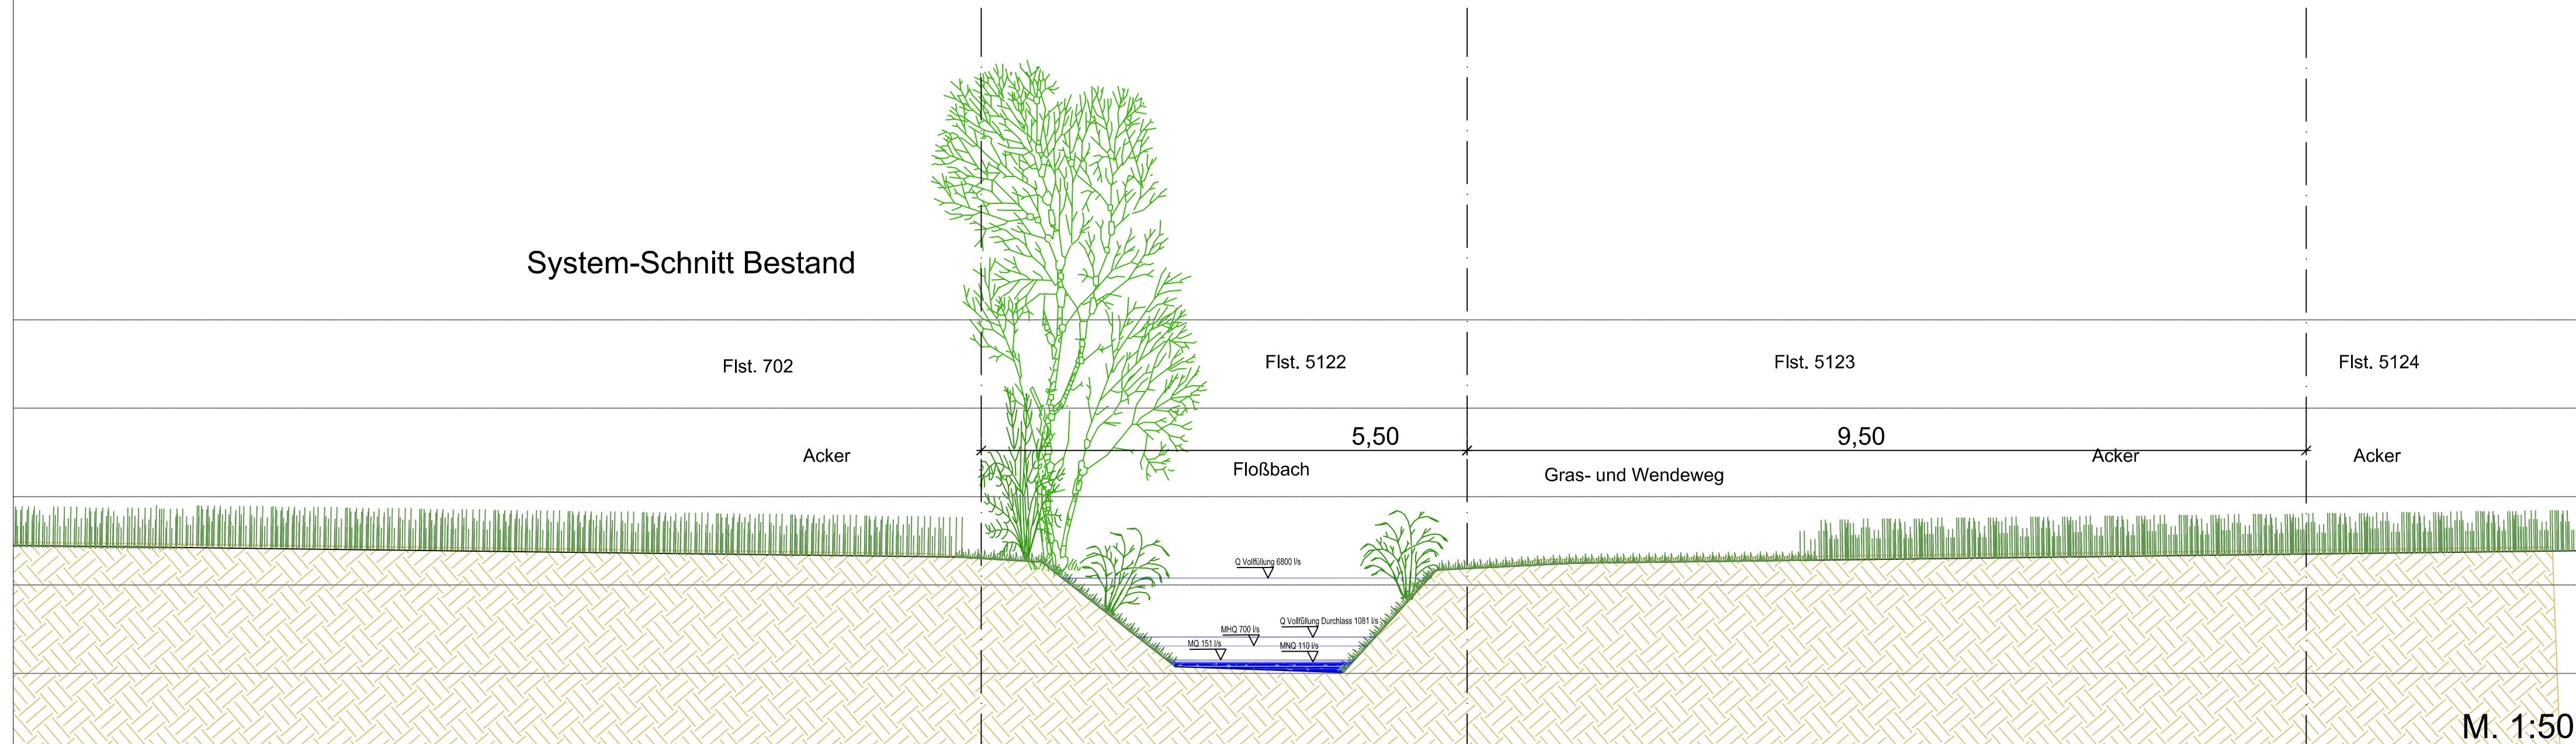 System-Schnitt Bestand
Flst. 702
Flst. 5122
Flst. 5123
Flst. 5124
5,50
9,50
Acker
Floßbach
Gras- und Wendeweg
Acker
Acker
Q Vollfüllung 6800 l/s
Q Vollfüllung Durchlass 1081 l/s
MHQ 700 l/s
MQ 151 l/s
MNQ 110 l/s
M. 1:50